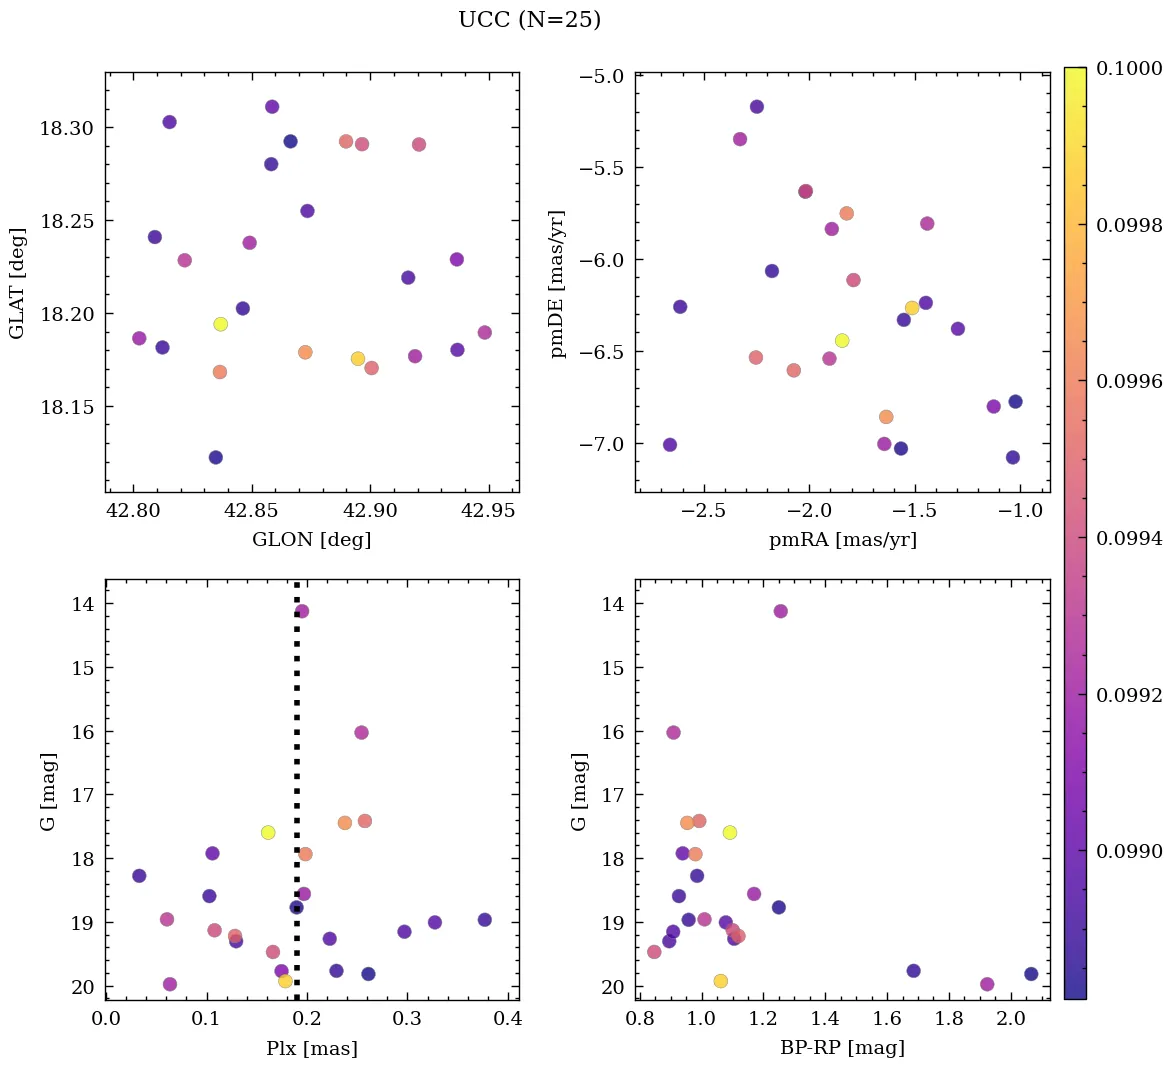 UCC (N=25)
18.30
18.25
18.20
18.15
GLAT [deg]
42.80 42.85 42.90 42.95
GLON [deg]
−5.0
−5.5
−6.0
−6.5
−7.0
pmDE [mas/yr]
−2.5 −2.0 −1.5 −1.0
pmRA [mas/yr]
14
15
16
17
18
19
20
G [mag]
0.0 0.1 0.2 0.3 0.4
Plx [mas]
14
15
16
17
18
19
20
G [mag]
0.8 1.0 1.2 1.4 1.6 1.8 2.0
BP-RP [mag]
0.1000
0.0998
0.0996
0.0994
0.0992
0.0990